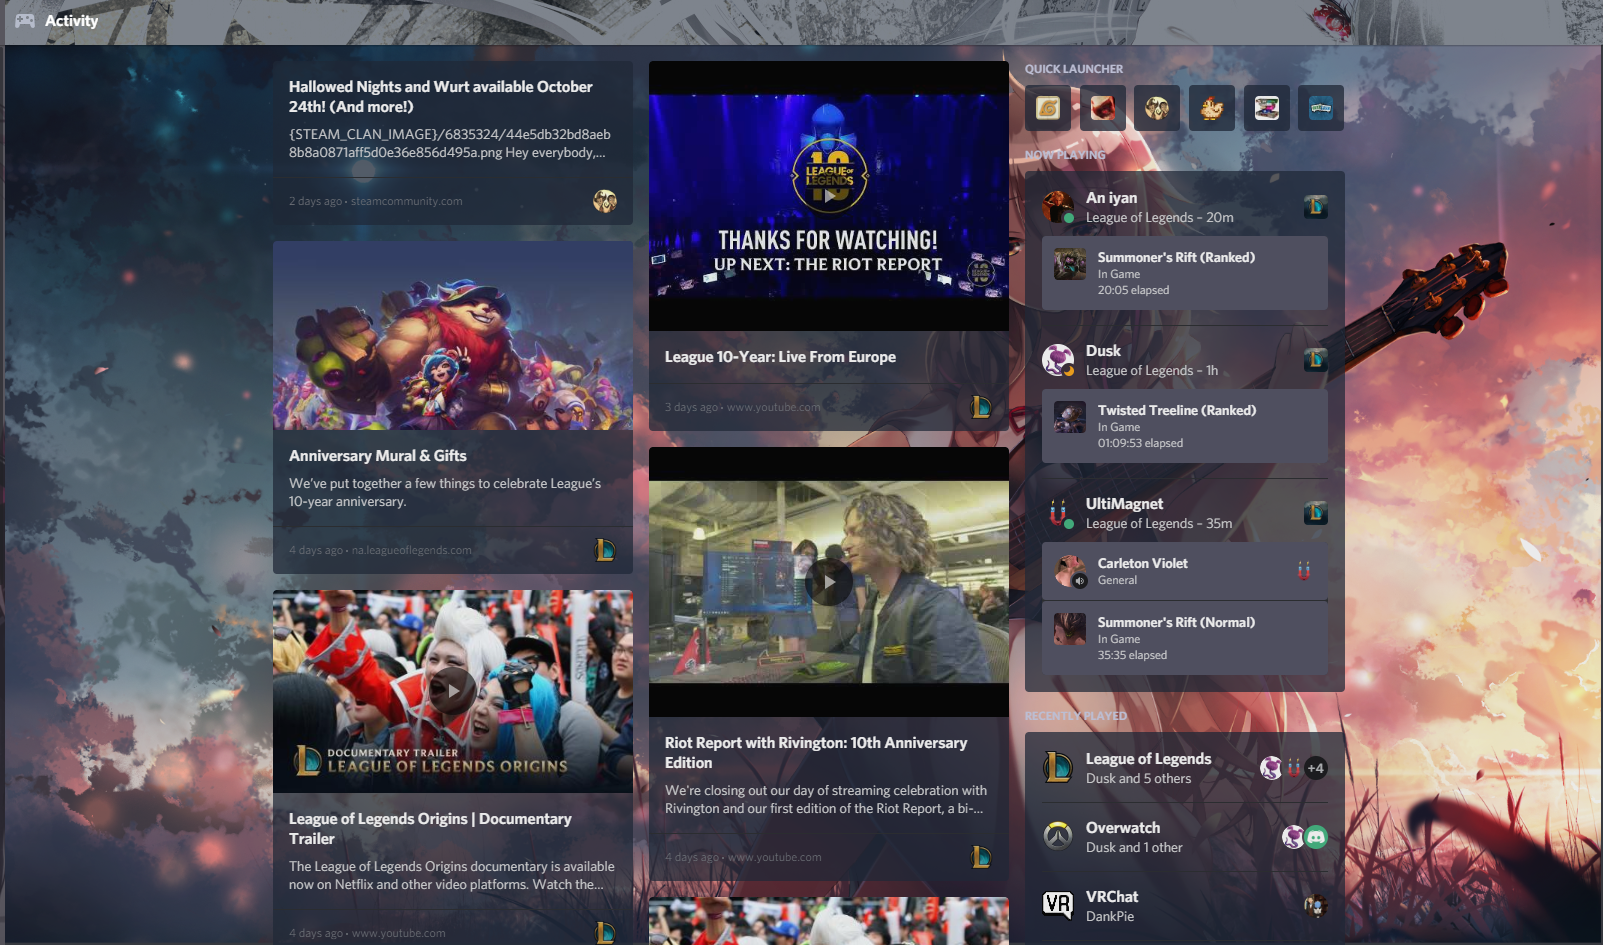 Activity
Hallowed Nights and Wurt available October
24th! (And more!)
{STEAM_CLAN_IMAGE}/6835324/44e5db32bd8aeb
8b8a0871aff5d0e36e856d495a.png Hey everybody,...
2 days ago • steamcommunity.com
Anniversary Mural & Gifts
We've put together a few things to celebrate League's
10-year anniversary.
4 days ago • na.leagueoflegends.com
DOCUMENTARY TRAILER
LEAGUE OF LEGENDS ORIGINS
League of Legends Origins | Documentary
Trailer
The League of Legends Origins documentary is available
now on Netflix and other video platforms. Watch the...
4 days ago • www.youtube.com
10
LEAGUE OF
LEGENDS
THANKS FOR WATCHING!
UP NEXT: THE RIOT REPORT
League 10-Year: Live From Europe
3 days ago • www.youtube.com
Riot Report with Rivington: 10th Anniversary
Edition
We're closing out our day of streaming celebration with
Rivington and our first edition of the Riot Report, a bi-...
4 days ago • www.youtube.com
QUICK LAUNCHER
NOW PLAYING
An iyan
League of Legends – 20m
Summoner's Rift (Ranked)
In Game
20:05 elapsed
Dusk
League of Legends – 1h
Twisted Treeline (Ranked)
In Game
01:09:53 elapsed
UltiMagnet
League of Legends – 35m
Carleton Violet
General
Summoner's Rift (Normal)
In Game
35:35 elapsed
RECENTLY PLAYED
League of Legends
Dusk and 5 others
+4
Overwatch
Dusk and 1 other
VR
VRChat
DankPie